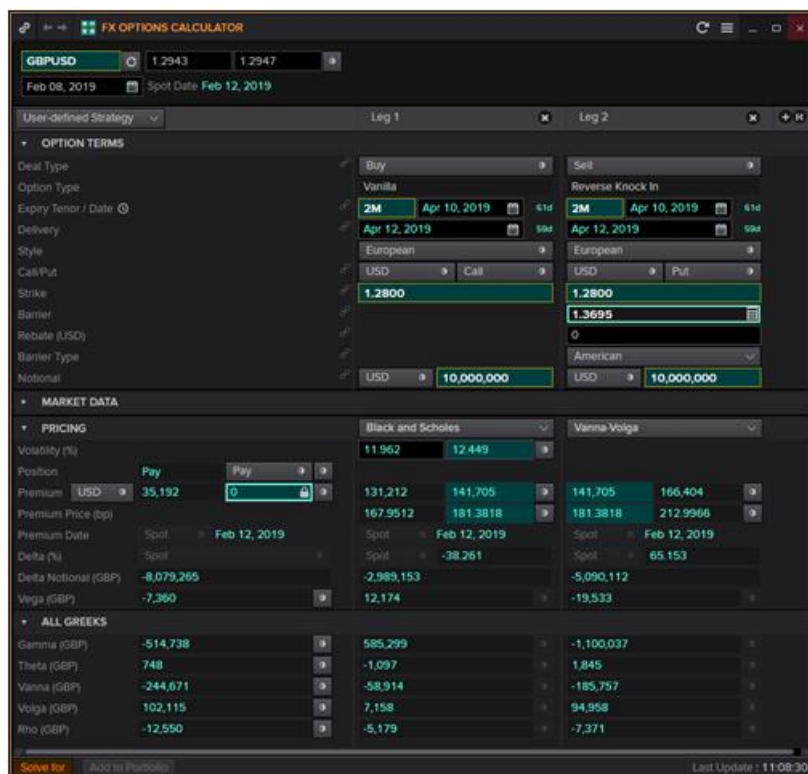 FX OPTIONS CALCULATOR
GBPUSD 1.2943 1.2947
Feb 08, 2019 Spot Date Feb 12, 2019
User-defined Strategy Leg 1 Leg 2
OPTION TERMS
Deal Type Buy Sell
Option Type Vanilla Reverse Knock In
Expiry Tenor / Date 2M Apr 10, 2019 61d 2M Apr 10, 2019 61d
Delivery Apr 12, 2019 59d Apr 12, 2019 59d
Style European European
Call/Put USD Call USD Put
Strike 1.2800 1.2800
Barrier 1.3695
Rebate (USD) 0
Barrier Type American
Notional USD 10,000,000 USD 10,000,000
MARKET DATA
PRICING Black and Scholes Vanna-Volga
Volatility (%) 11.962 12.449
Position Pay Pay
Premium USD 35,192 0 131,212 141,705 141,705 166,404
Premium Price (bp) 167.9512 181.3818 181.3818 212.9966
Premium Date Spot Feb 12, 2019 Spot Feb 12, 2019 Spot Feb 12, 2019
Delta (%) Spot Spot -38.261 Spot 65.153
Delta Notional (GBP) -8,079,265 -2,989,153 -5,090,112
Vega (GBP) -7,360 12,174 -19,533
ALL GREEKS
Gamma (GBP) -514,738 585,299 -1,100,037
Theta (GBP) 748 -1,097 1,845
Vanna (GBP) -244,671 -58,914 -185,757
Volga (GBP) 102,115 7,158 94,958
Rho (GBP) -12,550 -5,179 -7,371
Solve for Add to Portfolio Last Update : 11:08:30